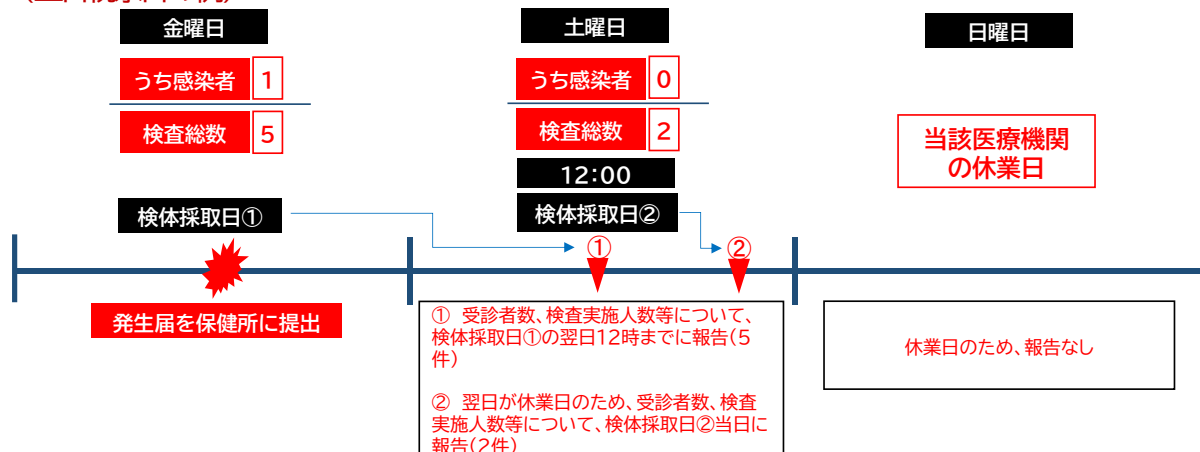 金曜日
土曜日
日曜日
うち感染者 1
検査総数 5
うち感染者 0
検査総数 2
当該医療機関
の休業日
12:00
検体採取日①
検体採取日②
①
②
発生届を保健所に提出
① 受診者数、検査実施人数等について、
検体採取日①の翌日12時までに報告(5
件)
② 翌日が休業日のため、受診者数、検査
実施人数等について、検体採取日②当日に
報告(2件)
休業日のため、報告なし